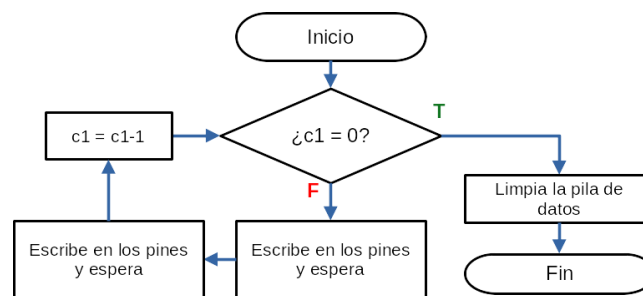 Inicio
¿c1 = 0?
T
F
c1 = c1-1
Escribe en los pines
y espera
Escribe en los pines
y espera
Limpia la pila de
datos
Fin